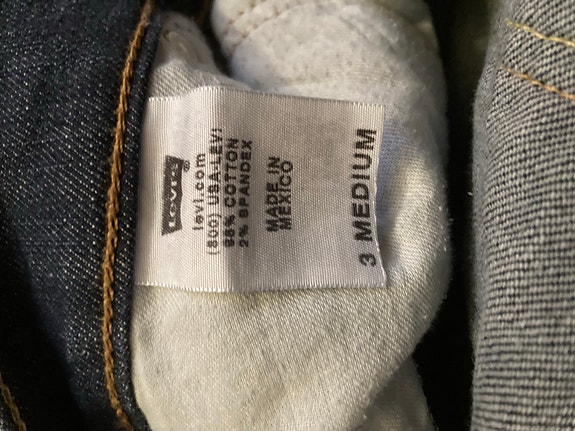 Levi's®
levi.com
(800) USA-LEVI
98% COTTON
2% SPANDEX
MADE IN
MEXICO
3 MEDIUM